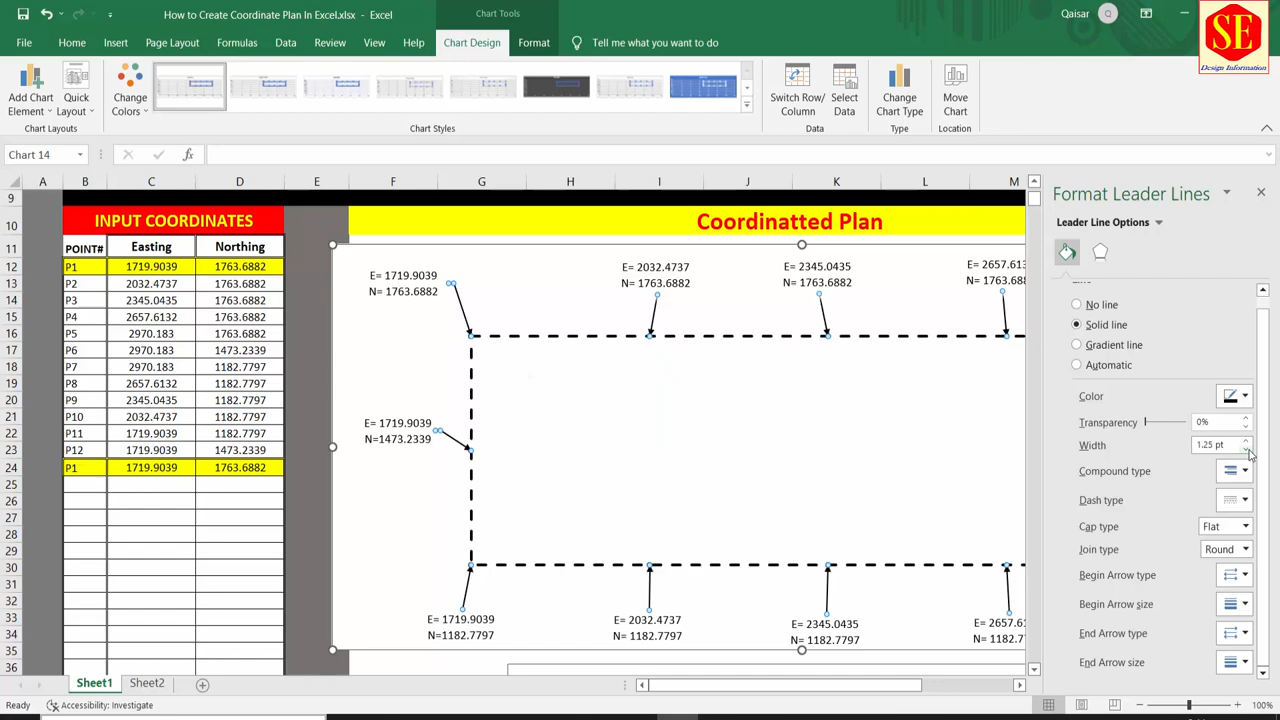 How to Create Coordinate Plan In Excel.xlsx - Excel
Chart Tools
Qaisar
Q
SE
Design Information
File Home Insert Page Layout Formulas Data Review View Help Chart Design Format Tell me what you want to do
Add Chart Element
Quick Layout
Change Colors
Switch Row/ Column
Select Data
Change Chart Type
Move Chart
Chart Layouts
Chart Styles
Data
Type
Location
Chart 14
fx
A B C D E F G H I J K L M
9
10 INPUT COORDINATES Coordinatted Plan
11 POINT# Easting Northing
12 P1 1719.9039 1763.6882
13 P2 2032.4737 1763.6882
14 P3 2345.0435 1763.6882
15 P4 2657.6132 1763.6882
16 P5 2970.183 1763.6882
17 P6 2970.183 1473.2339
18 P7 2970.183 1182.7797
19 P8 2657.6132 1182.7797
20 P9 2345.0435 1182.7797
21 P10 2032.4737 1182.7797
22 P11 1719.9039 1182.7797
23 P12 1719.9039 1473.2339
24 P1 1719.9039 1763.6882
25
26
27
28
29
30
31
32
33
34
35
36
E= 1719.9039
N= 1763.6882
E= 2032.4737
N= 1763.6882
E= 2345.0435
N= 1763.6882
E= 2657.613
N= 1763.688
E= 1719.9039
N=1473.2339
E= 1719.9039
N=1182.7797
E= 2032.4737
N= 1182.7797
E= 2345.0435
N= 1182.7797
E= 2657.61
N= 1182.7
Format Leader Lines
Leader Line Options
No line
Solid line
Gradient line
Automatic
Color
Transparency 0%
Width 1.25 pt
Compound type
Dash type
Cap type Flat
Join type Round
Begin Arrow type
Begin Arrow size
End Arrow type
End Arrow size
Sheet1 Sheet2
Ready Accessibility: Investigate 100%